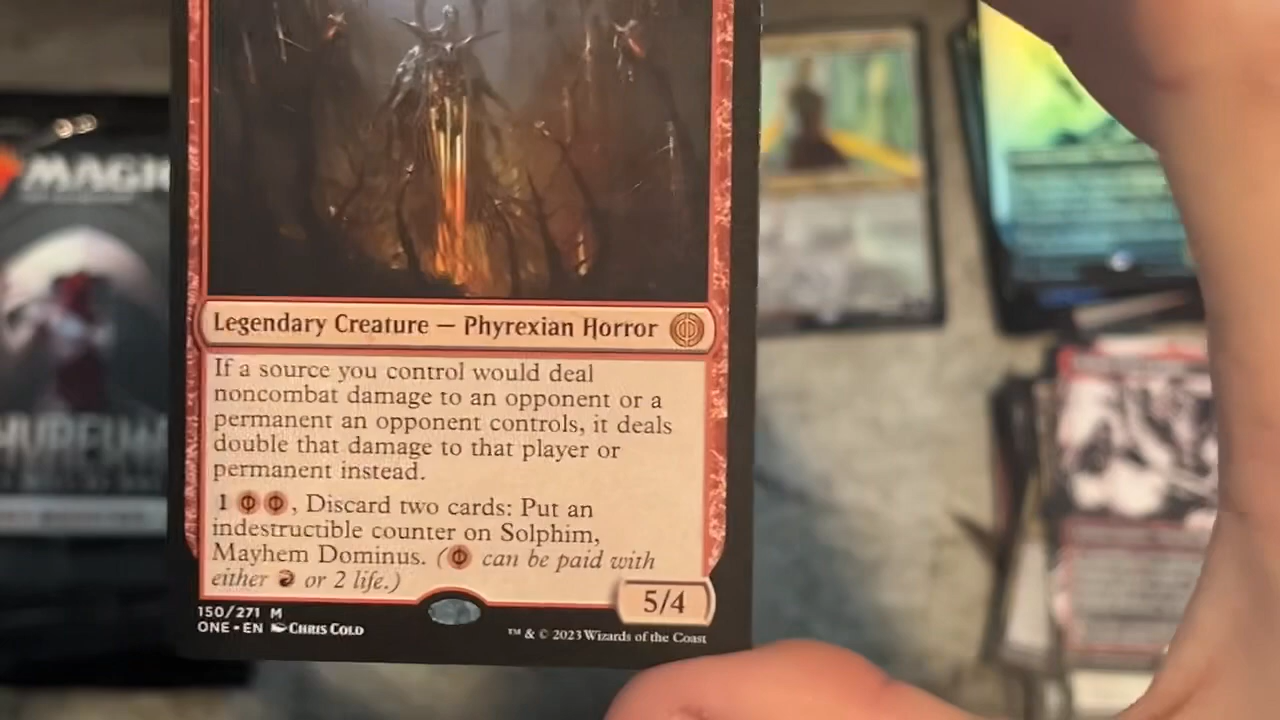 MAGIC
Legendary Creature — Phyrexian Horror
If a source you control would deal
noncombat damage to an opponent or a
permanent an opponent controls, it deals
double that damage to that player or
permanent instead.
1 , Discard two cards: Put an
indestructible counter on Solphim,
Mayhem Dominus. ( can be paid with
either or 2 life.)
5/4
150/271 M
ONE • EN CHRIS COLD
™ & © 2023 Wizards of the Coast